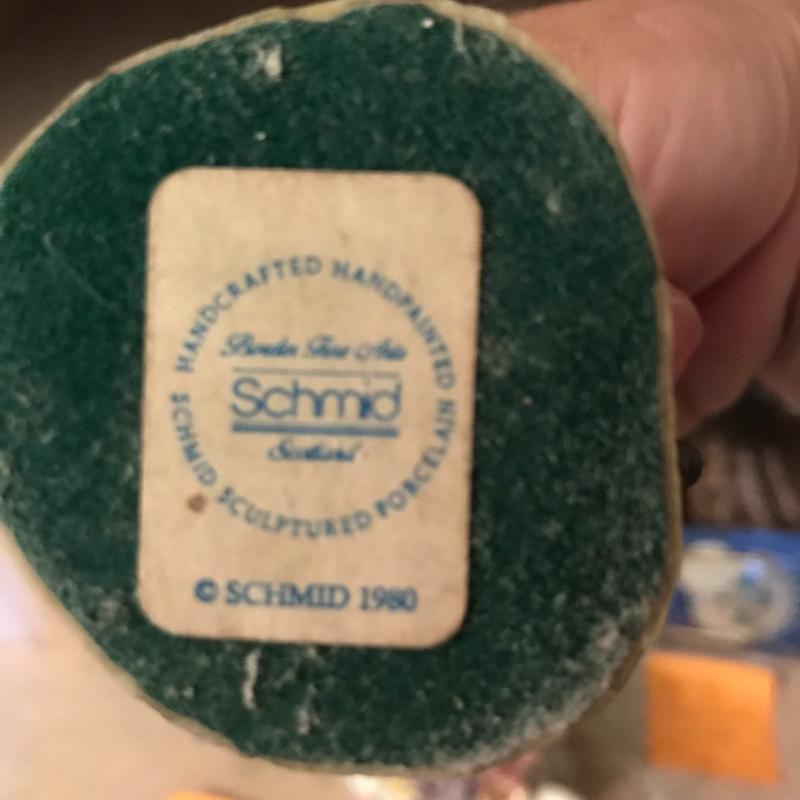 HANDCRAFTED HANDPAINTED
Border Fine Arts
Schmid
Scotland
SCHMID SCULPTURED PORCELAIN
© SCHMID 1980